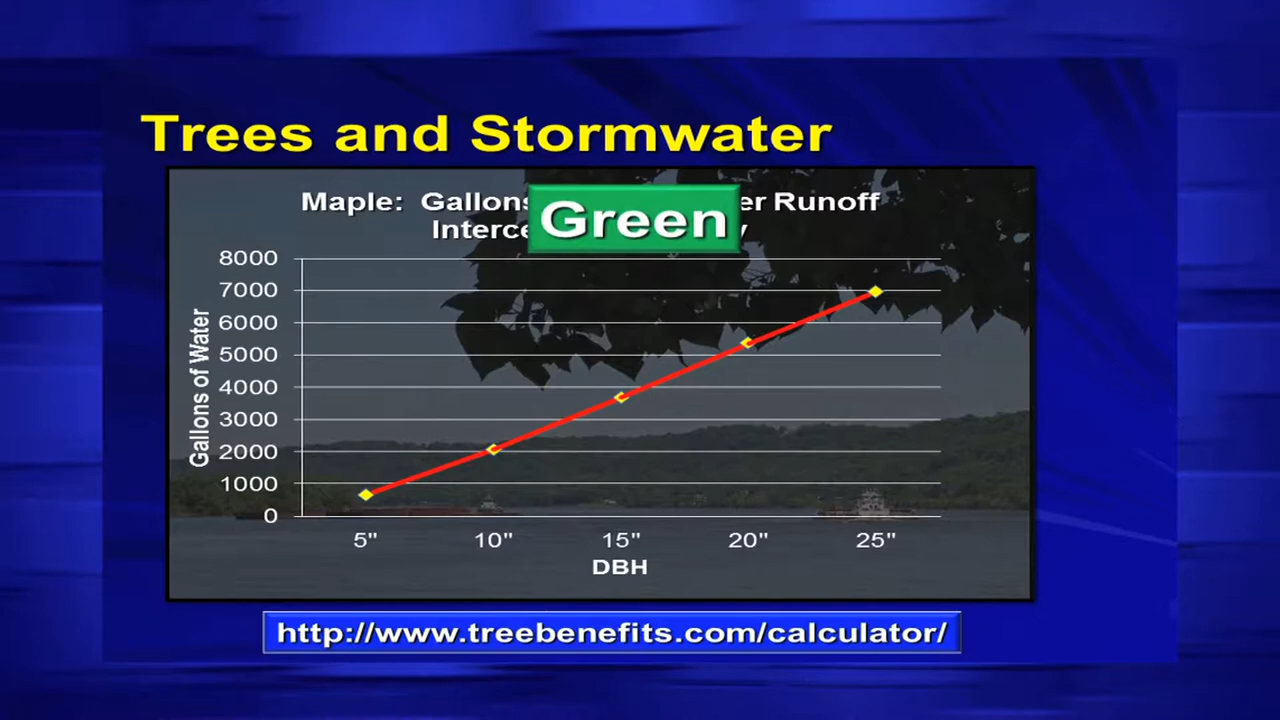 Trees and Stormwater
Maple: Gallons er Runoff
Green
8000
7000
6000
5000
4000
3000
2000
1000
0
Gallons of Water
5" 10" 15" 20" 25"
DBH
http://www.treebenefits.com/calculator/